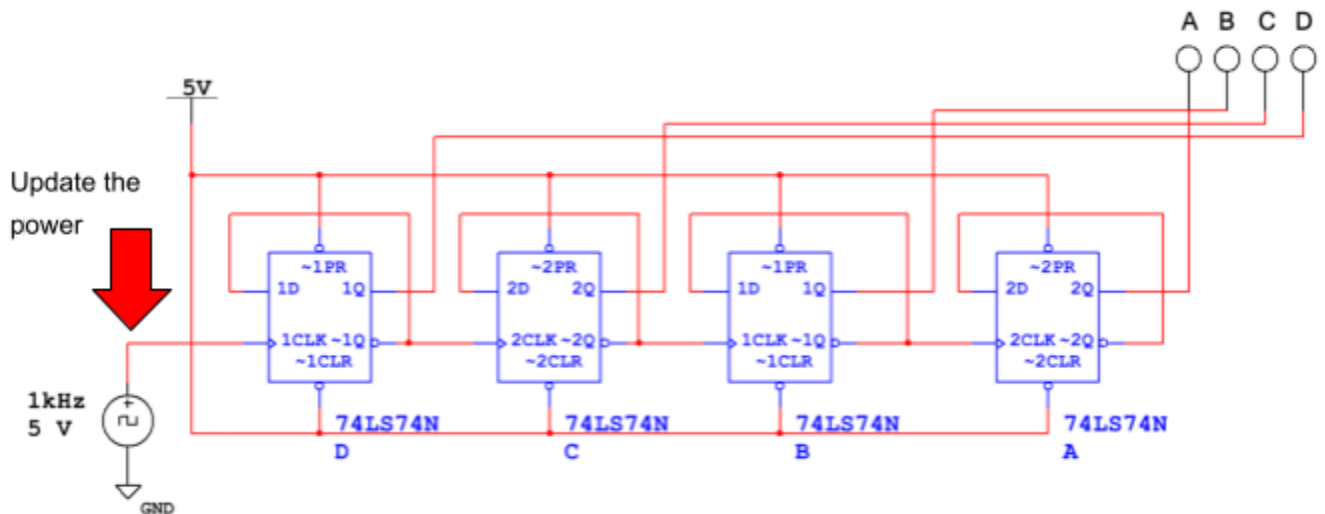 A B C D
5V
Update the
power
~1PR ~2PR ~1PR ~2PR
1D 1Q 2D 2Q 1D 1Q 2D 2Q
1CLK ~1Q 2CLK ~2Q 1CLK ~1Q 2CLK ~2Q
~1CLR ~2CLR ~1CLR ~2CLR
1kHz
5 V
74LS74N 74LS74N 74LS74N 74LS74N
D C B A
GND